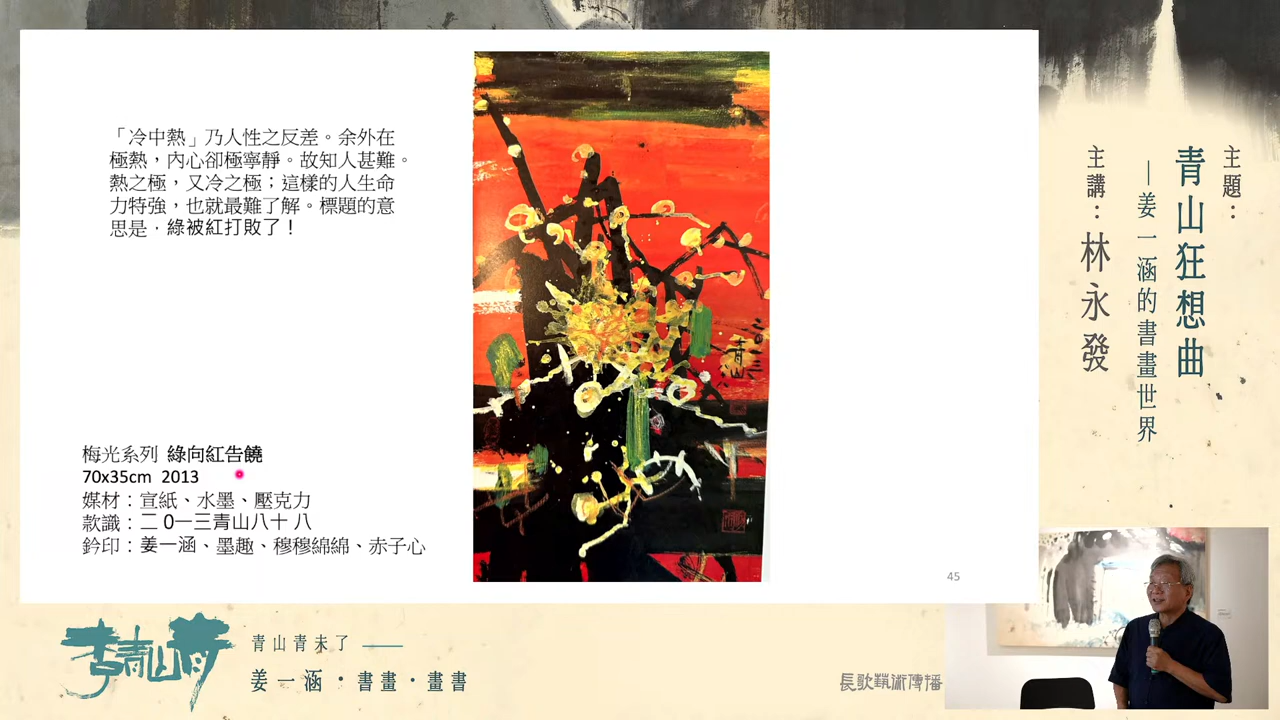 「冷中熱」乃人性之反差。余外在
極熱，內心卻極寧靜。故知人甚難。
熱之極，又冷之極；這樣的人生命
力特強，也就最難了解。標題的意
思是．綠被紅打敗了！
梅光系列 綠向紅告饒
70x35cm 2013
媒材：宣紙、水墨、壓克力
款識：二０一三青山八十八
鈐印：姜一涵、墨趣、穆穆綿綿、赤子心
45
主題：
青山狂想曲
—姜一涵的書畫世界
主講：林永發
青山青未了——
姜一涵・書畫・畫書
長歌藝術傳播